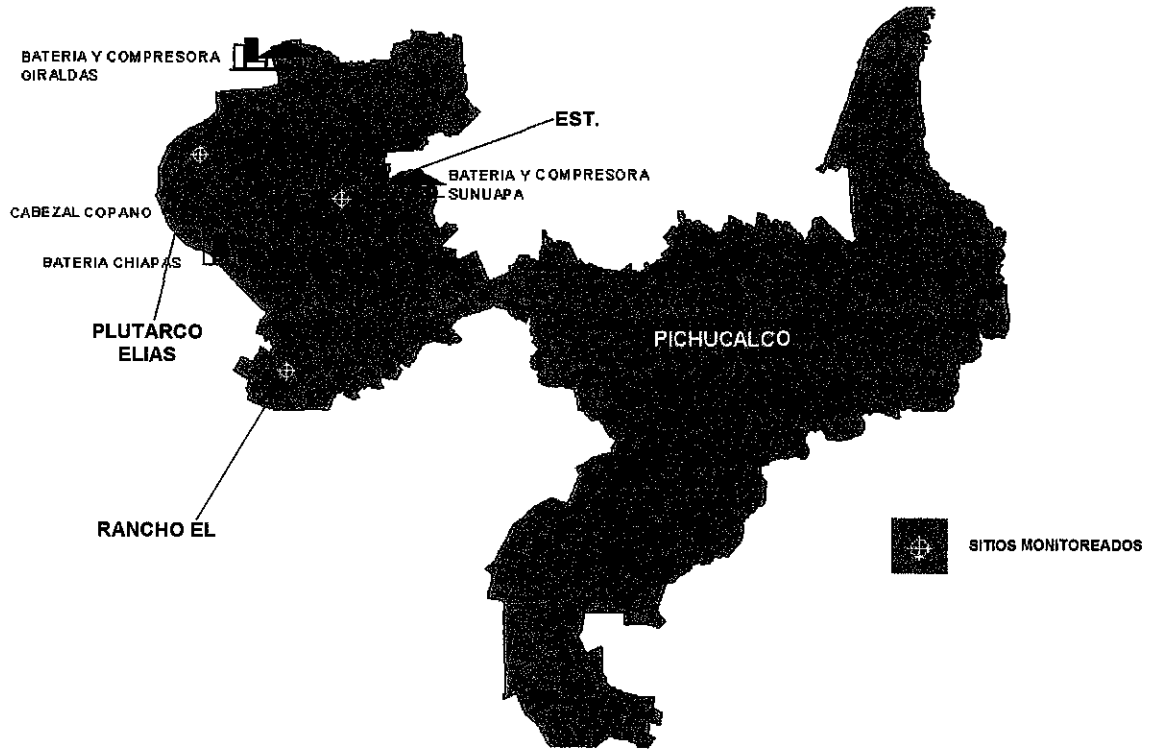 BATERIA Y COMPRESORA
GIRALDAS
EST.
BATERIA Y COMPRESORA
SUNUAPA
CABEZAL COPANO
BATERIA CHIAPAS
PLUTARCO
ELIAS
PICHUCALCO
RANCHO EL
SITIOS MONITOREADOS